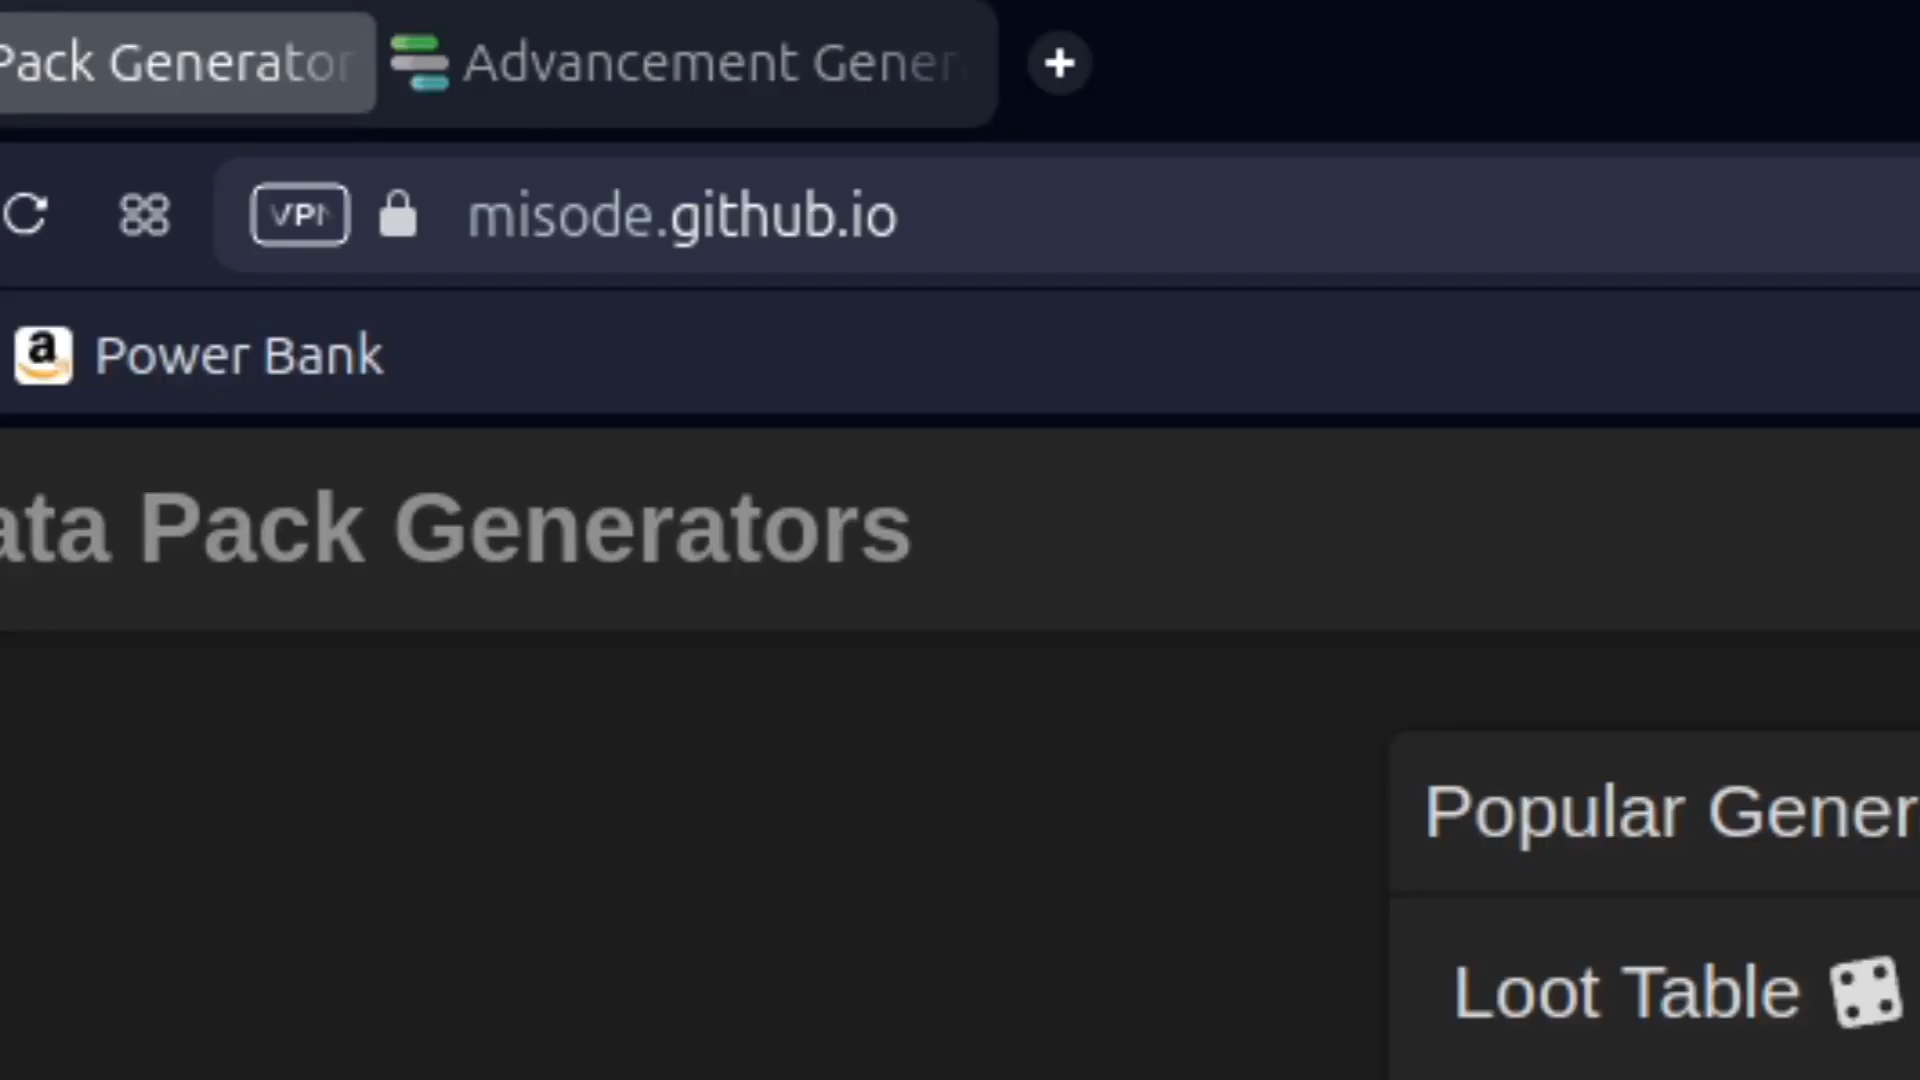 Pack Generator
Advancement Gener
VPN
misode.github.io
a Power Bank
ata Pack Generators
Popular Gener
Loot Table